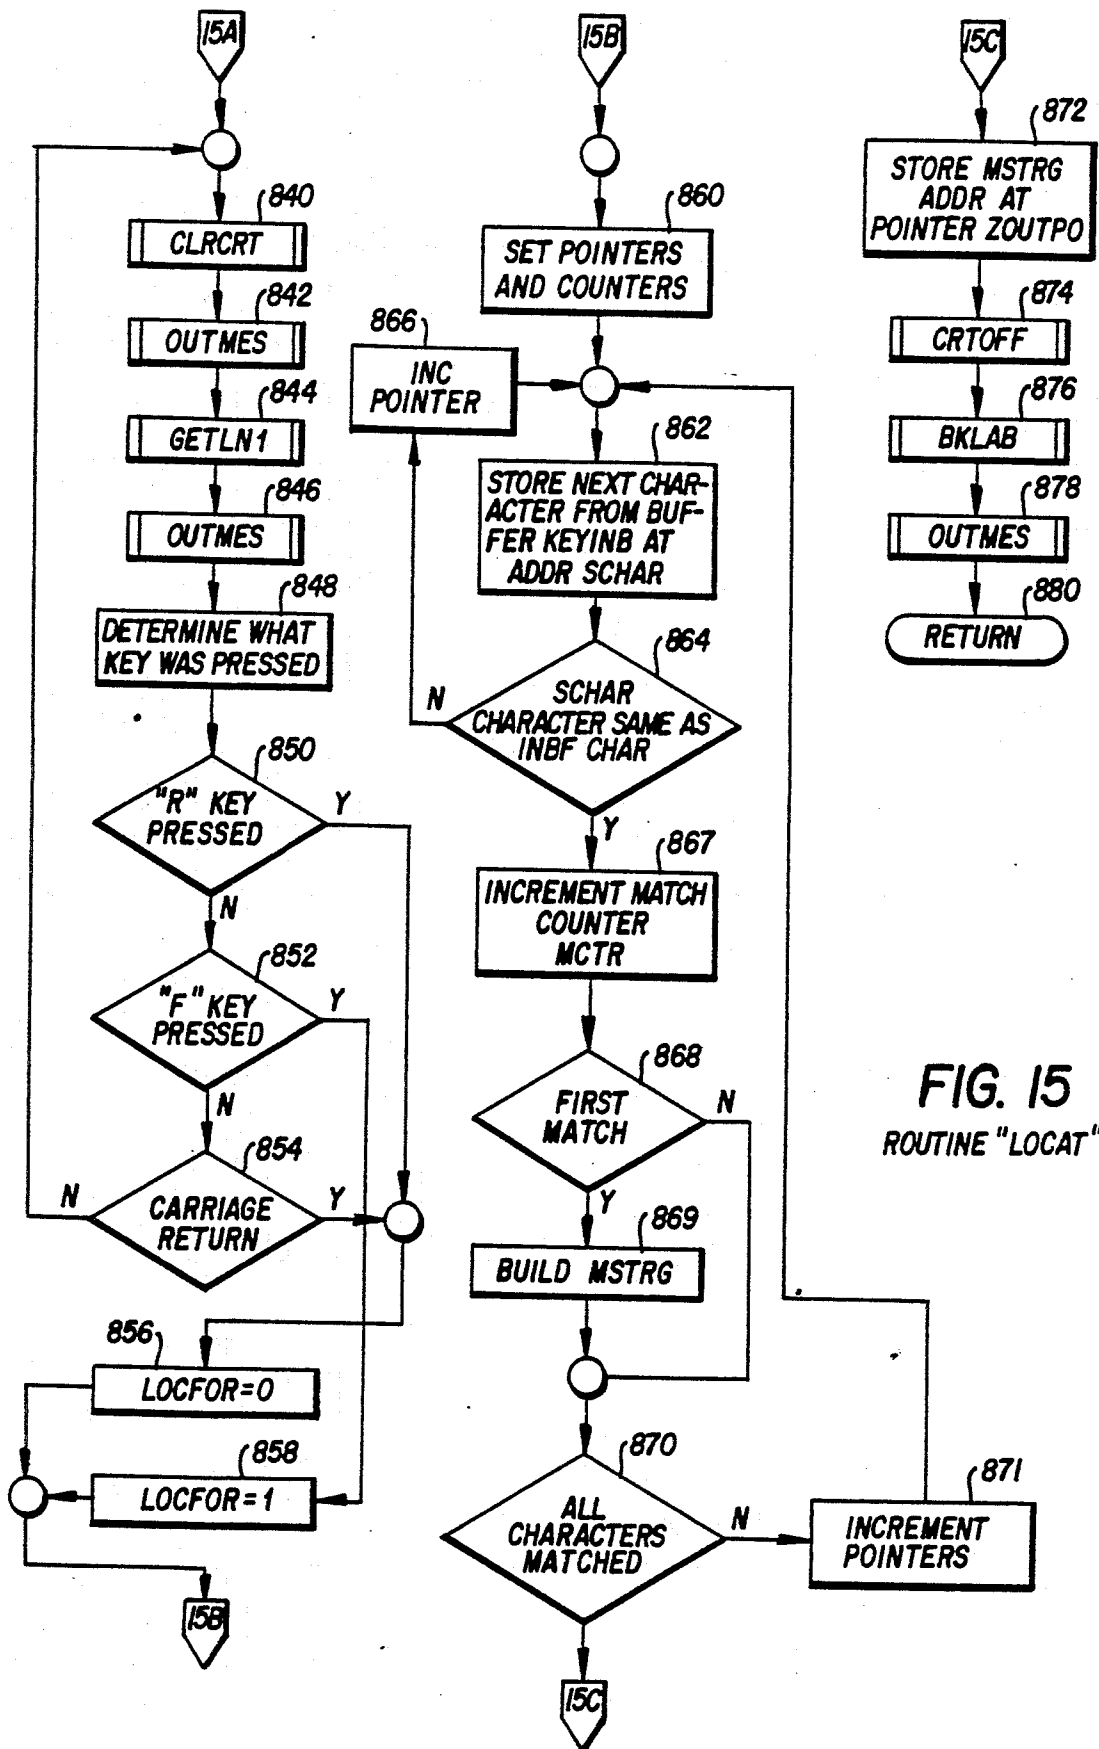 15A
840
CLRCRT
842
OUTMES
844
GETLN1
846
OUTMES
848
DETERMINE WHAT
KEY WAS PRESSED
850
"R" KEY
PRESSED
Y
N
852
"F" KEY
PRESSED
Y
N
854
CARRIAGE
RETURN
N
Y
856
LOCFOR=0
858
LOCFOR=1
15B
15B
860
SET POINTERS
AND COUNTERS
866
INC
POINTER
862
STORE NEXT CHAR-
ACTER FROM BUF-
FER KEYINB AT
ADDR SCHAR
864
SCHAR
CHARACTER SAME AS
INBF CHAR
N
Y
867
INCREMENT MATCH
COUNTER
MCTR
868
FIRST
MATCH
N
Y
869
BUILD MSTRG
870
ALL
CHARACTERS
MATCHED
N
871
INCREMENT
POINTERS
15C
15C
872
STORE MSTRG
ADDR AT
POINTER ZOUTPO
874
CRTOFF
876
BKLAB
878
OUTMES
880
RETURN
FIG. 15
ROUTINE "LOCAT"